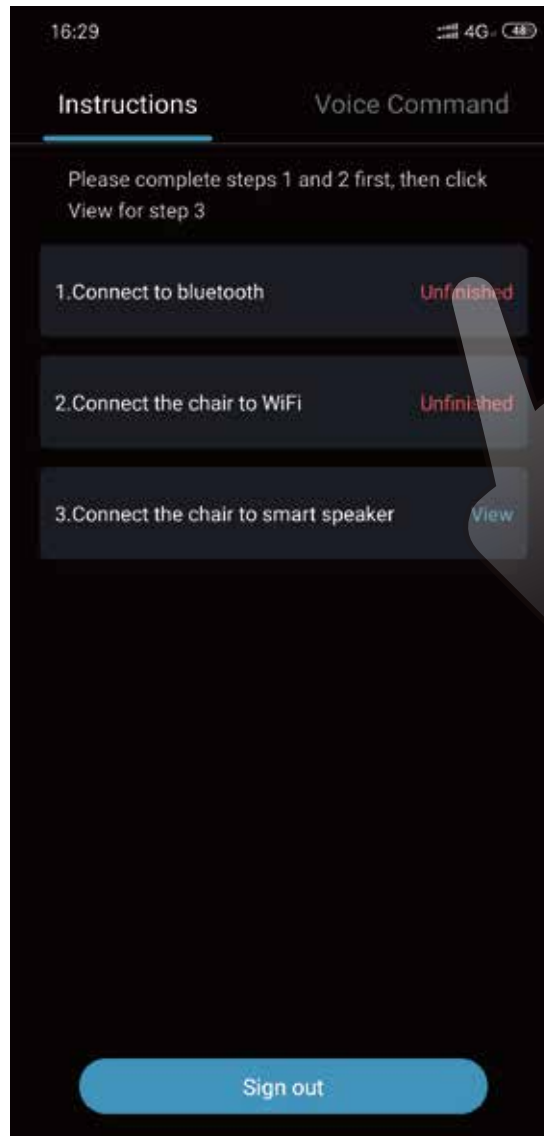 16:29
4G 48
Instructions
Voice Command
Please complete steps 1 and 2 first, then click
View for step 3
1.Connect to bluetooth
Unfinished
2.Connect the chair to WiFi
Unfinished
3.Connect the chair to smart speaker
View
Sign out